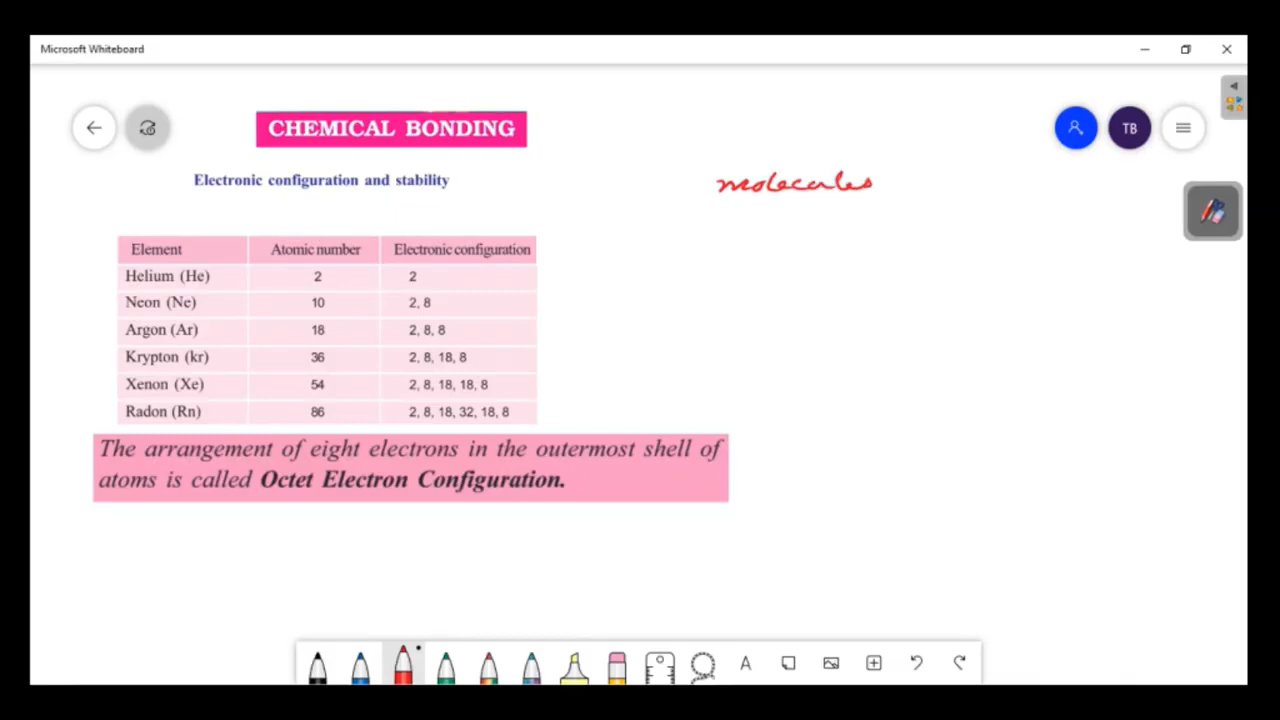 Microsoft Whiteboard
CHEMICAL BONDING
TB
Electronic configuration and stability
molecules
Element Atomic number Electronic configuration
Helium (He) 2 2
Neon (Ne) 10 2, 8
Argon (Ar) 18 2, 8, 8
Krypton (kr) 36 2, 8, 18, 8
Xenon (Xe) 54 2, 8, 18, 18, 8
Radon (Rn) 86 2, 8, 18, 32, 18, 8
The arrangement of eight electrons in the outermost shell of
atoms is called Octet Electron Configuration.
A